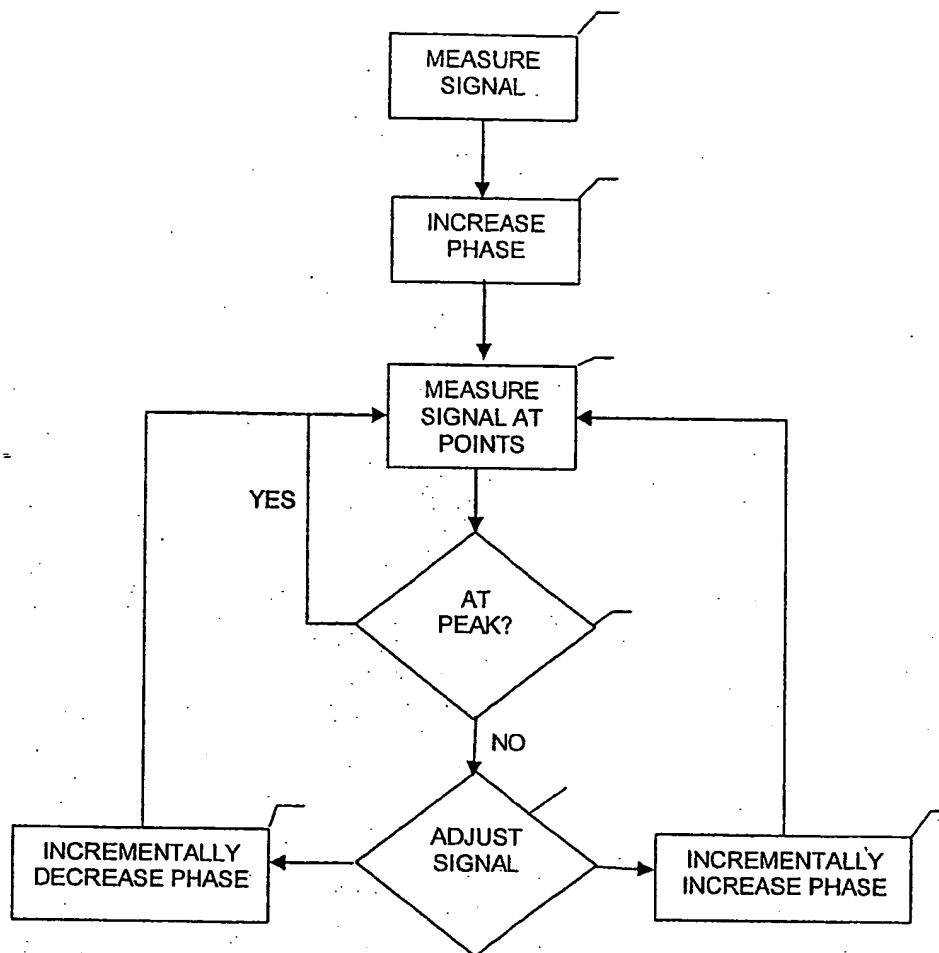 MEASURE
SIGNAL
INCREASE
PHASE
MEASURE
SIGNAL AT
POINTS
YES
AT
PEAK?
NO
ADJUST
SIGNAL
INCREMENTALLY
DECREASE PHASE
INCREMENTALLY
INCREASE PHASE